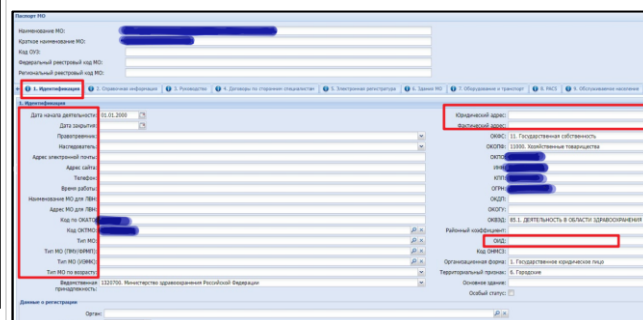 Паспорт МО
Наименование МО:
Краткое наименование МО:
Код ОУЗ:
Федеральный реестровый код МО:
Региональный реестровый код МО:
1. Идентификация
2. Справочная информация
3. Руководство
4. Договоры по сторонним специалистам
5. Электронная регистратура
6. Здания МО
7. Оборудование и транспорт
8. РМСЗ
9. Обслуживаемое население
1. Идентификация
Дата начала деятельности: 01.01.2000
Дата закрытия:
Правопреемник:
Наследователь:
Адрес электронной почты:
Адрес сайта:
Телефон:
Время работы:
Наименование МО для ЛВН:
Адрес МО для ЛВН:
Код по ОКАТО:
Код ОКТМО:
Тип МО:
Тип МО (ПМУ/ФРМП):
Тип МО (ИЭМК):
Тип МО по возрасту:
Ведомственная принадлежность: 1320700. Министерство здравоохранения Российской Федерации
Юридический адрес:
Фактический адрес:
ОКФС: 11. Государственная собственность
ОКОПФ: 11000. Хозяйственные товарищества
ОКПО:
ИНН:
КПП:
ОГРН:
ОКДП:
ОКОГУ:
ОКВЭД: 85.1. ДЕЯТЕЛЬНОСТЬ В ОБЛАСТИ ЗДРАВООХРАНЕНИЯ
Районный коэффициент:
ОИД:
Код ОНМСЗ:
Организационная форма: 1. Государственное юридическое лицо
Территориальный признак: 6. Городские
Основное здание:
Особый статус:
Данные о регистрации
Орган: